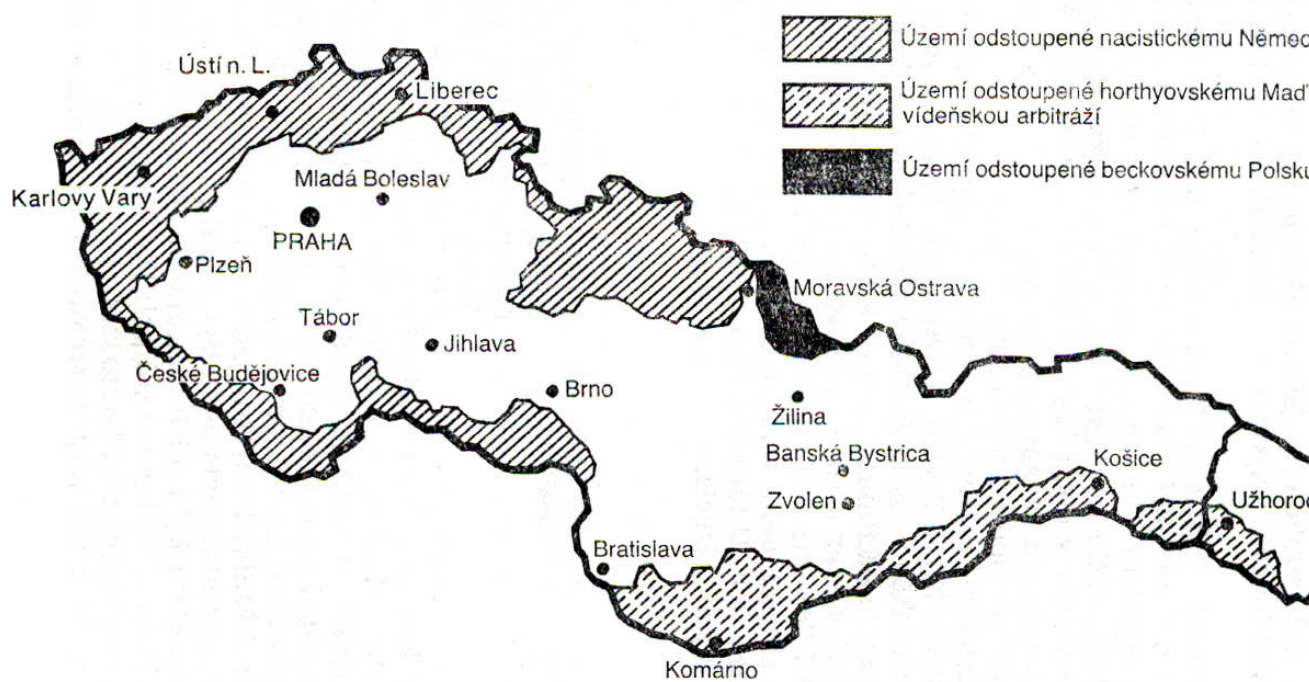 Území odstoupené nacistickému Němec
Území odstoupené horthyovskému Maď
vídeňskou arbitráží
Území odstoupené beckovskému Polsku
Ústí n. L.
Liberec
Karlovy Vary
Mladá Boleslav
PRAHA
Plzeň
Moravská Ostrava
Tábor
Jihlava
České Budějovice
Brno
Žilina
Banská Bystrica
Košice
Zvolen
Užhorod
Bratislava
Komárno